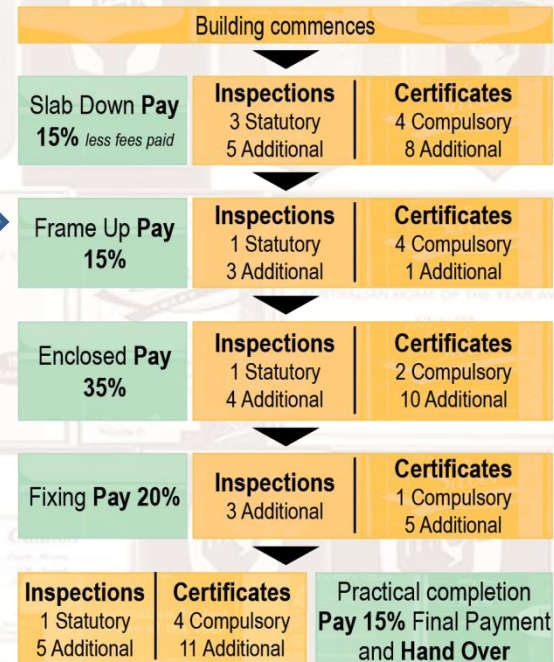 Building commences
Slab Down Pay
15% less fees paid
Inspections
3 Statutory
5 Additional
Certificates
4 Compulsory
8 Additional
Frame Up Pay
15%
Inspections
1 Statutory
3 Additional
Certificates
4 Compulsory
1 Additional
Enclosed Pay
35%
Inspections
1 Statutory
4 Additional
Certificates
2 Compulsory
10 Additional
Fixing Pay 20%
Inspections
3 Additional
Certificates
1 Compulsory
5 Additional
Inspections
1 Statutory
5 Additional
Certificates
4 Compulsory
11 Additional
Practical completion
Pay 15% Final Payment
and Hand Over